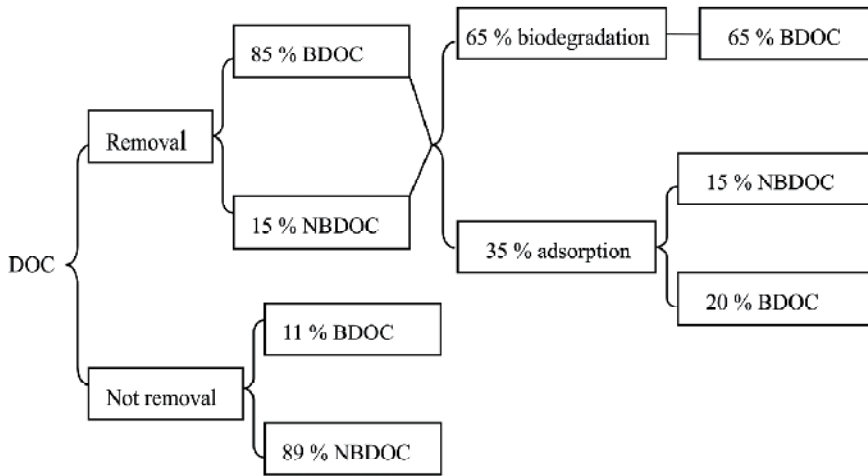 85 % BDOC
65 % biodegradation
65 % BDOC
Removal
15 % NBDOC
15 % NBDOC
35 % adsorption
DOC
20 % BDOC
11 % BDOC
Not removal
89 % NBDOC